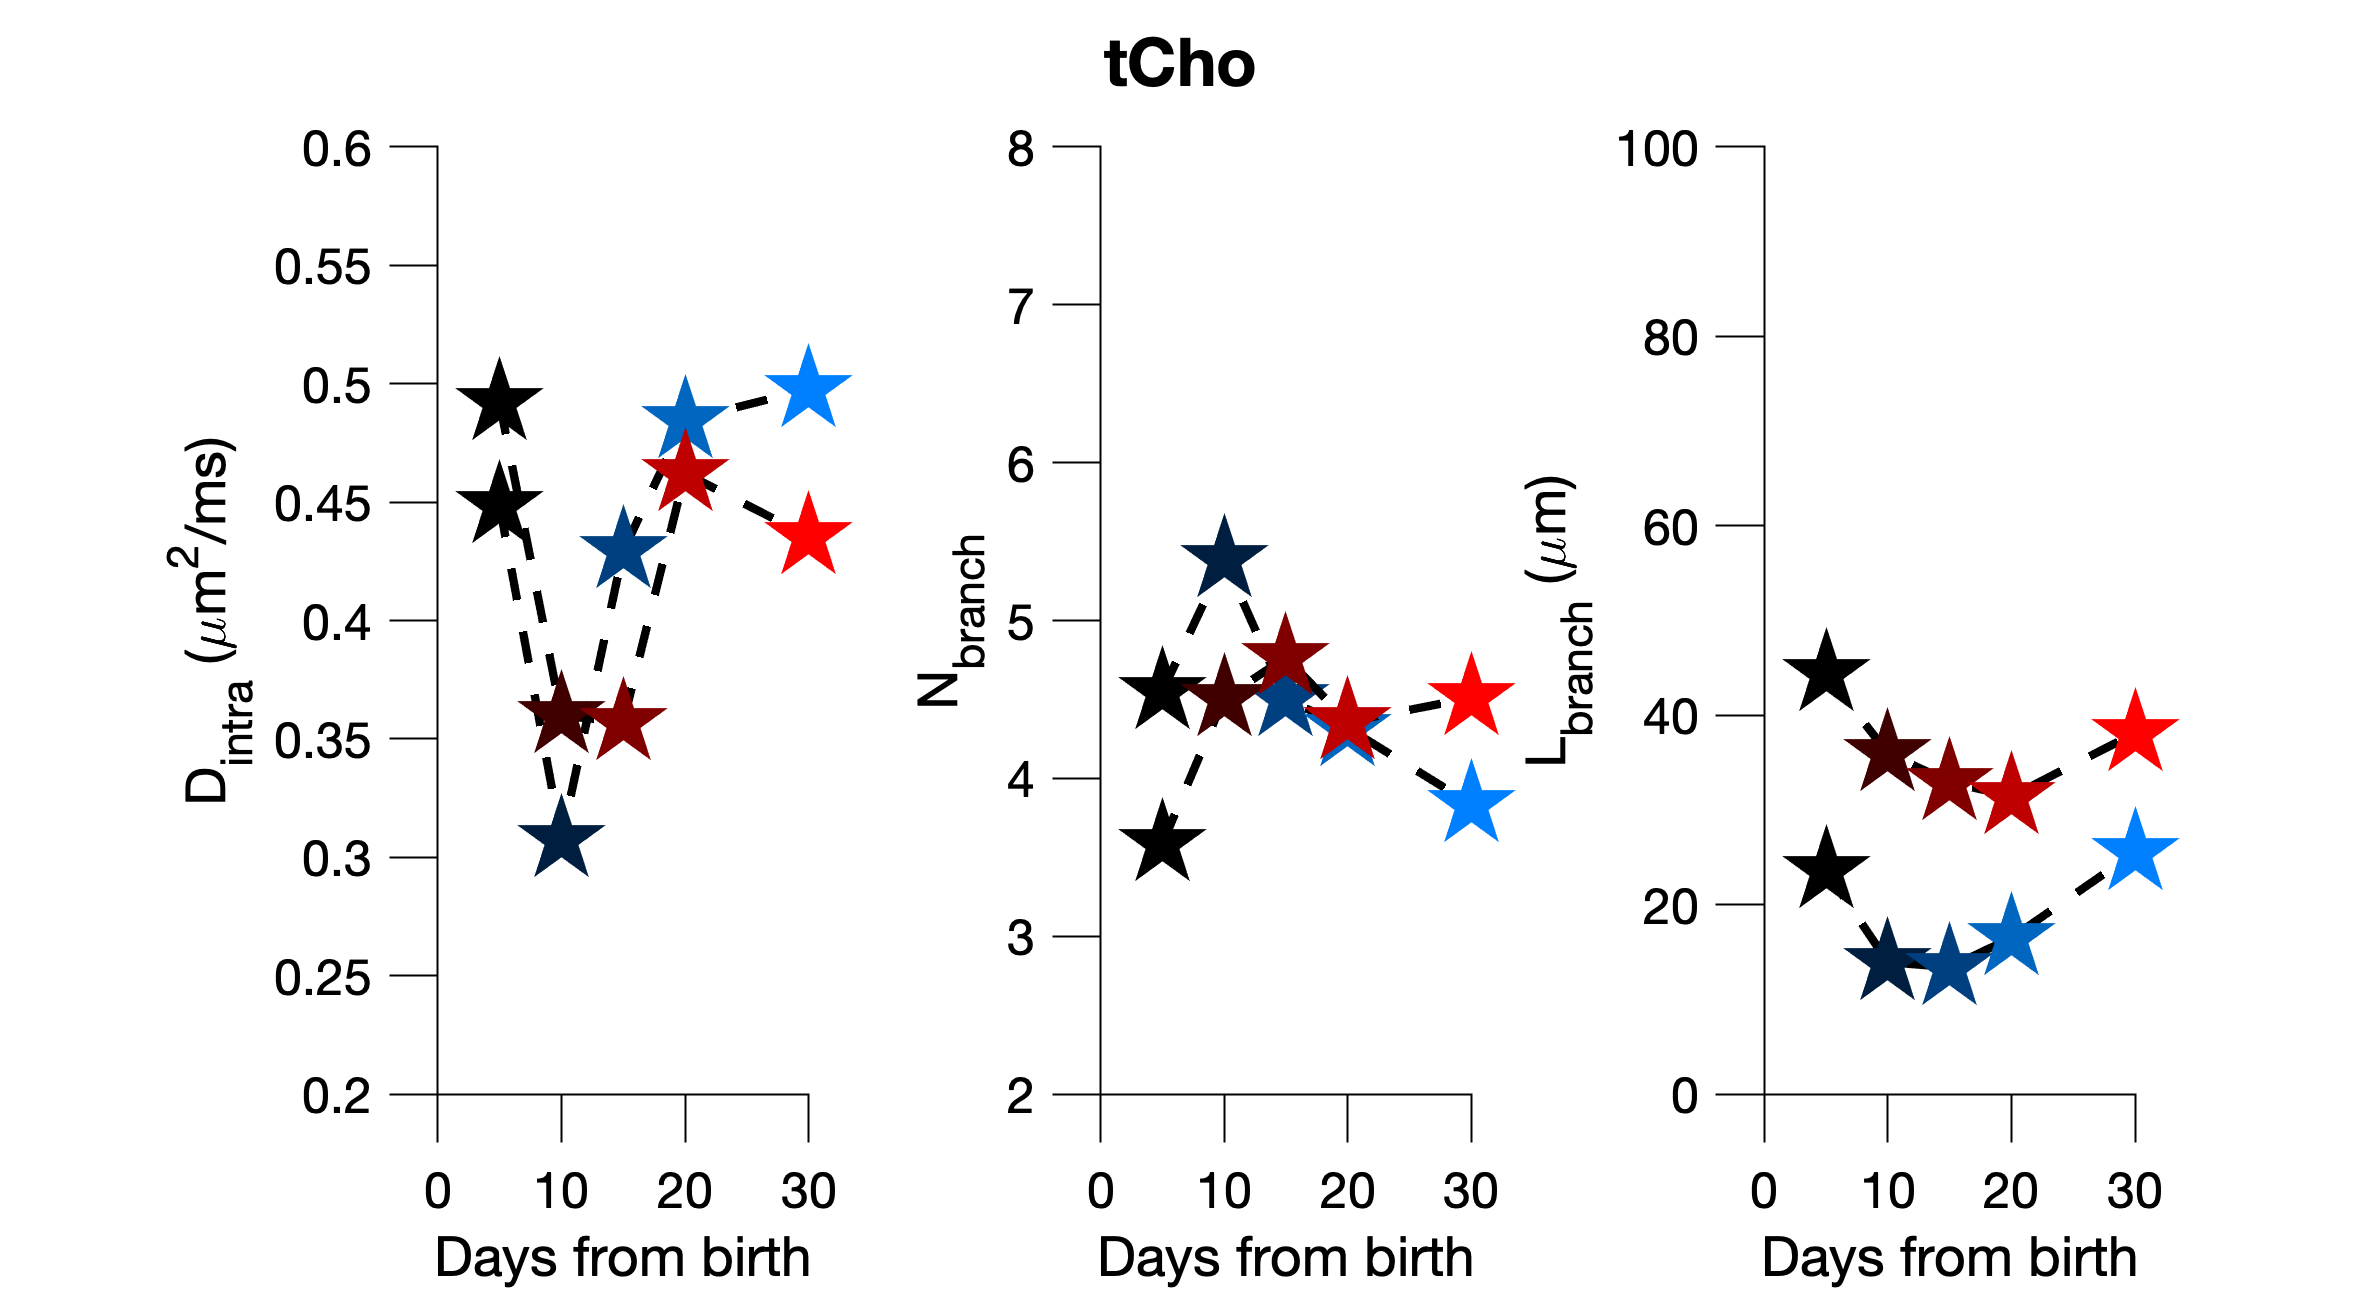 tCho
D_intra (μm²/ms)
0.6
0.55
0.5
0.45
0.4
0.35
0.3
0.25
0.2
0 10 20 30
Days from birth
N_branch
8
7
6
5
4
3
2
0 10 20 30
Days from birth
L_branch (μm)
100
80
60
40
20
0
0 10 20 30
Days from birth